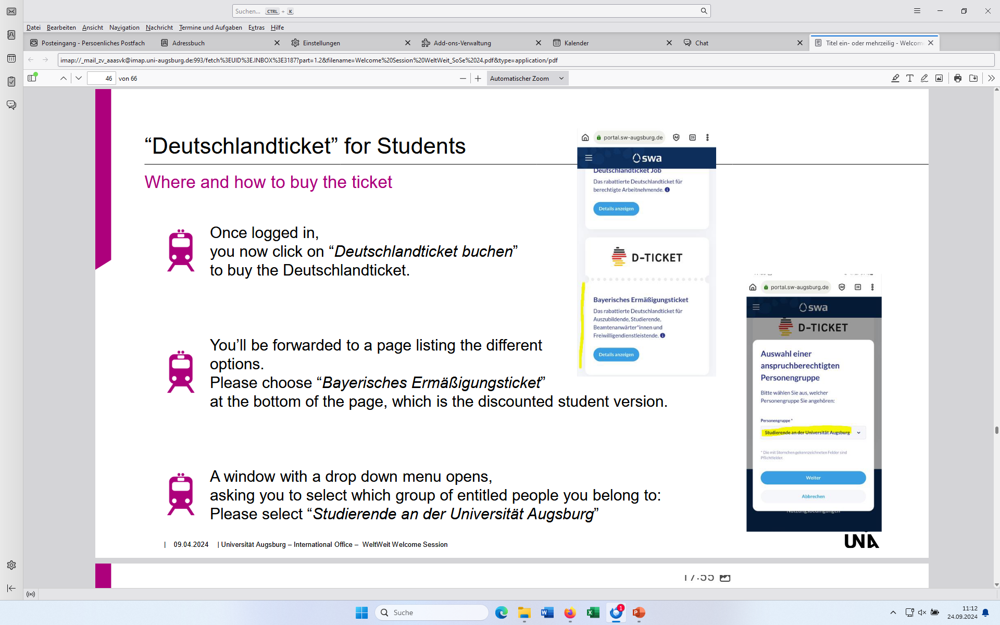 Suchen... CTRL + K
Datei Bearbeiten Ansicht Navigation Nachricht Termine und Aufgaben Extras Hilfe
Posteingang - Persoenliches Postfach Adressbuch Einstellungen Add-ons-Verwaltung Kalender Chat Titel ein- oder mehrzeilig - Welcom
imap://_mail_zv_aaasvk@imap.uni-augsburg.de:993/fetch%3EUID%3E.INBOX%3E3187?part=1.2&filename=Welcome%20Session%20WeltWeit_SoSe%2024.pdf&type=application/pdf
46 von 66 Automatischer Zoom
“Deutschlandticket” for Students
Where and how to buy the ticket
Once logged in,
you now click on “Deutschlandticket buchen”
to buy the Deutschlandticket.
You’ll be forwarded to a page listing the different
options.
Please choose “Bayerisches Ermäßigungsticket”
at the bottom of the page, which is the discounted student version.
A window with a drop down menu opens,
asking you to select which group of entitled people you belong to:
Please select “Studierende an der Universität Augsburg”
portal.sw-augsburg.de
swa
Deutschlandticket Job
Das rabattierte Deutschlandticket für
berechtigte Arbeitnehmende.
Details anzeigen
D-TICKET
Bayerisches Ermäßigungsticket
Das rabattierte Deutschlandticket für
Auszubildende, Studierende,
Beamtenanwärter*innen und
Freiwilligendienstleistende.
Details anzeigen
portal.sw-augsburg.de
swa
D-TICKET
Auswahl einer
anspruchberechtigten
Personengruppe
Bitte wählen Sie aus, welcher
Personengruppe Sie angehören:
Personengruppe *
Studierende an der Universität Augsburg
* Die mit Sternchen gekennzeichneten Felder sind
Pflichtfelder.
Weiter
Abbrechen
Nutzungsbedingungen
| 09.04.2024 | Universität Augsburg – International Office – WeltWeit Welcome Session
UNIA
17:55
Suche
1
11:12
24.09.2024